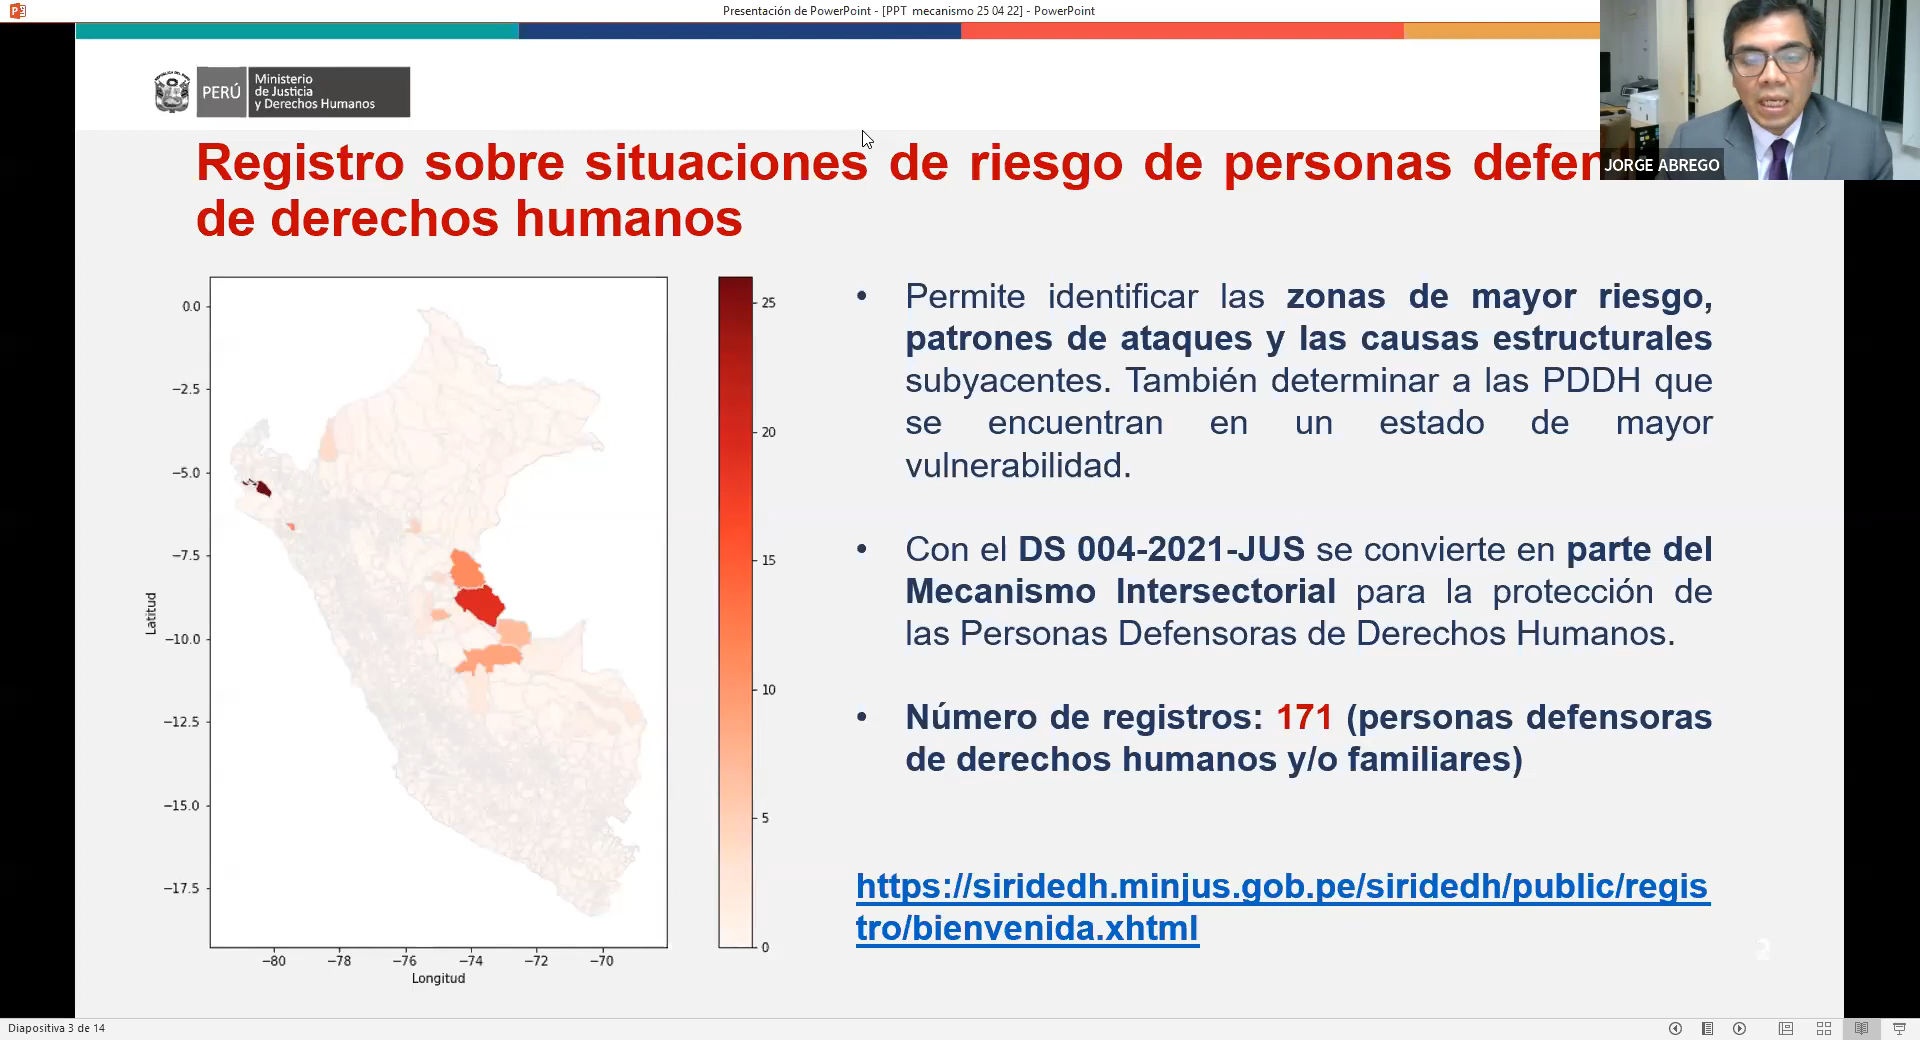 Presentación de PowerPoint - [PPT mecanismo 25 04 22] - PowerPoint
PERÚ
Ministerio
de Justicia
y Derechos Humanos
JORGE ABREGO
Registro sobre situaciones de riesgo de personas defen
de derechos humanos
0.0
−2.5
−5.0
−7.5
−10.0
−12.5
−15.0
−17.5
Latitud
−80
−78
−76
−74
−72
−70
Longitud
25
20
15
10
5
0
• Permite identificar las zonas de mayor riesgo,
patrones de ataques y las causas estructurales
subyacentes. También determinar a las PDDH que
se encuentran en un estado de mayor
vulnerabilidad.
• Con el DS 004-2021-JUS se convierte en parte del
Mecanismo Intersectorial para la protección de
las Personas Defensoras de Derechos Humanos.
• Número de registros: 171 (personas defensoras
de derechos humanos y/o familiares)
https://siridedh.minjus.gob.pe/siridedh/public/regis
tro/bienvenida.xhtml
2
Diapositiva 3 de 14